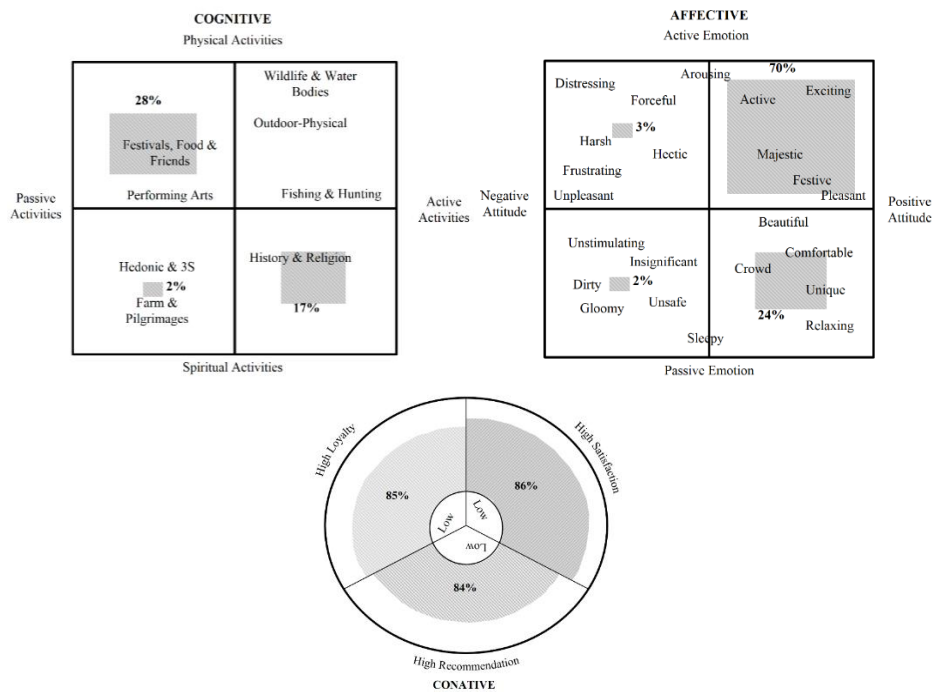 COGNITIVE
Physical Activities
28%
Festivals, Food &
Friends
Performing Arts
Wildlife & Water
Bodies
Outdoor-Physical
Fishing & Hunting
Passive
Activities
Active
Activities
Hedonic & 3S
2%
Farm &
Pilgrimages
History & Religion
17%
Spiritual Activities
AFFECTIVE
Active Emotion
Arousing
70%
Distressing
Forceful
3%
Harsh
Hectic
Frustrating
Unpleasant
Exciting
Active
Majestic
Festive
Pleasant
Negative
Attitude
Positive
Attitude
Unstimulating
Insignificant
Dirty
2%
Gloomy
Unsafe
Sleepy
Beautiful
Comfortable
Crowd
Unique
24%
Relaxing
Passive Emotion
High Loyalty
High Satisfaction
85%
86%
Low
Low
Low
84%
High Recommendation
CONATIVE